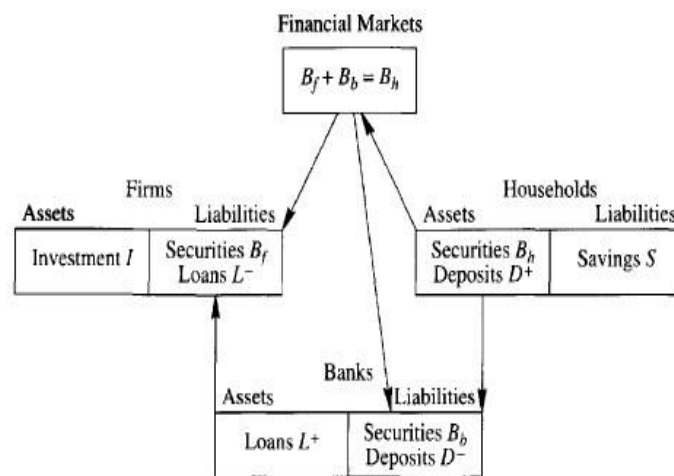 Financial Markets
B_f + B_b = B_h
Firms
Households
Assets Liabilities
Assets Liabilities
Investment I
Securities B_f
Loans L^-
Securities B_h
Deposits D^+
Savings S
Banks
Assets Liabilities
Loans L^+
Securities B_b
Deposits D^-